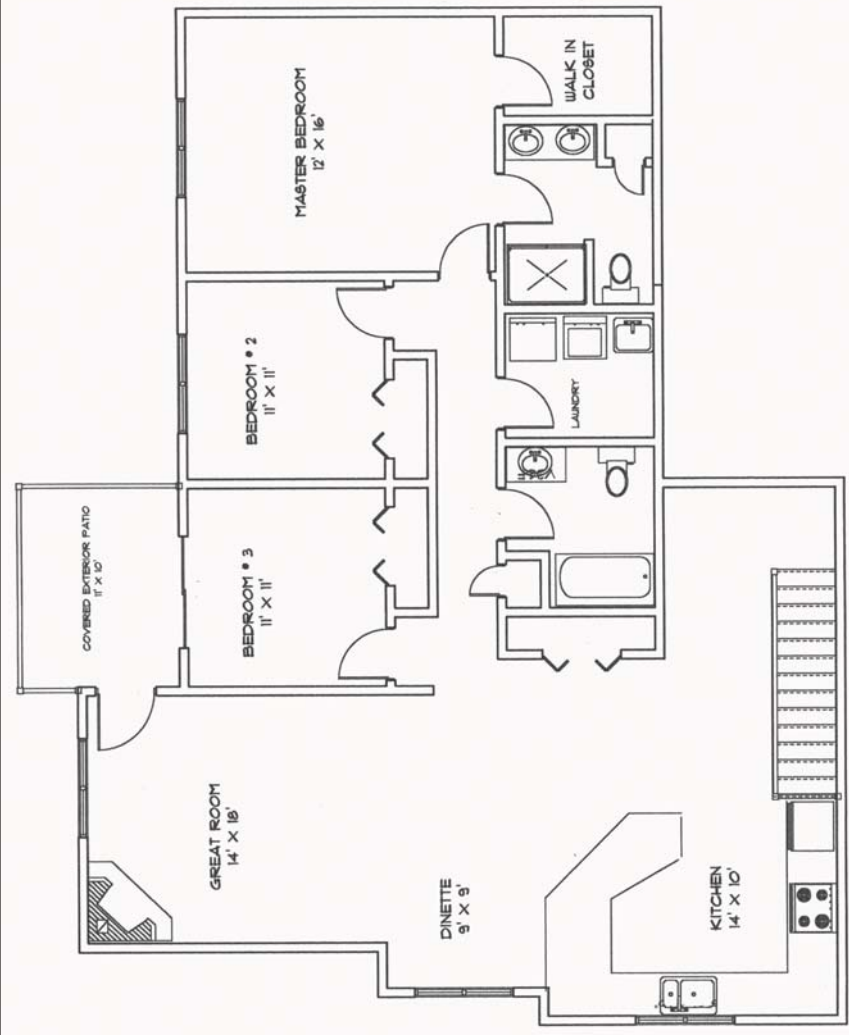 MASTER BEDROOM
12' X 16'
WALK IN
CLOSET
BEDROOM # 2
11' X 11'
LAUNDRY
COVERED EXTERIOR PATIO
11' X 10'
BEDROOM # 3
11' X 11'
GREAT ROOM
14' X 18'
DINETTE
9' X 9'
KITCHEN
14' X 10'